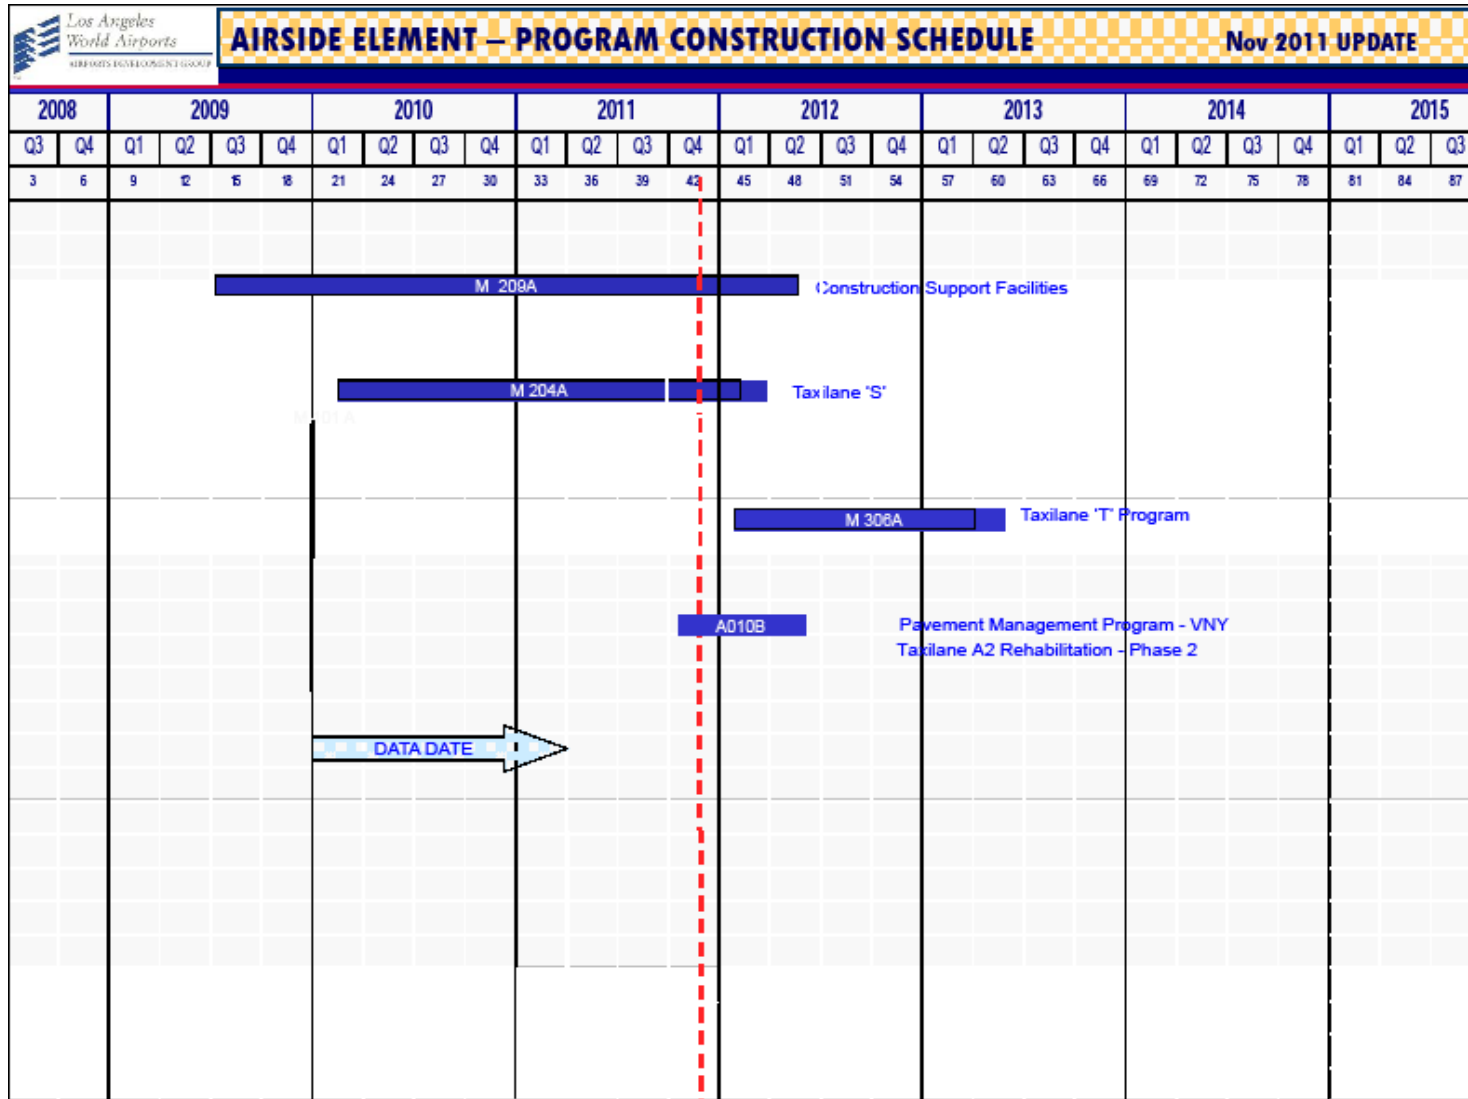 Los Angeles
World Airports
AIRPORTS DEVELOPMENT GROUP
AIRSIDE ELEMENT – PROGRAM CONSTRUCTION SCHEDULE
Nov 2011 UPDATE
2008 2009 2010 2011 2012 2013 2014 2015
Q3 Q4 Q1 Q2 Q3 Q4 Q1 Q2 Q3 Q4 Q1 Q2 Q3 Q4 Q1 Q2 Q3 Q4 Q1 Q2 Q3 Q4 Q1 Q2 Q3 Q4 Q1 Q2 Q3
3 6 9 12 15 18 21 24 27 30 33 36 39 42 45 48 51 54 57 60 63 66 69 72 75 78 81 84 87
M 209A Construction Support Facilities
M 204A Taxilane 'S'
M 101 A
M 306A Taxilane 'T' Program
A010B Pavement Management Program - VNY
Taxilane A2 Rehabilitation - Phase 2
DATA DATE